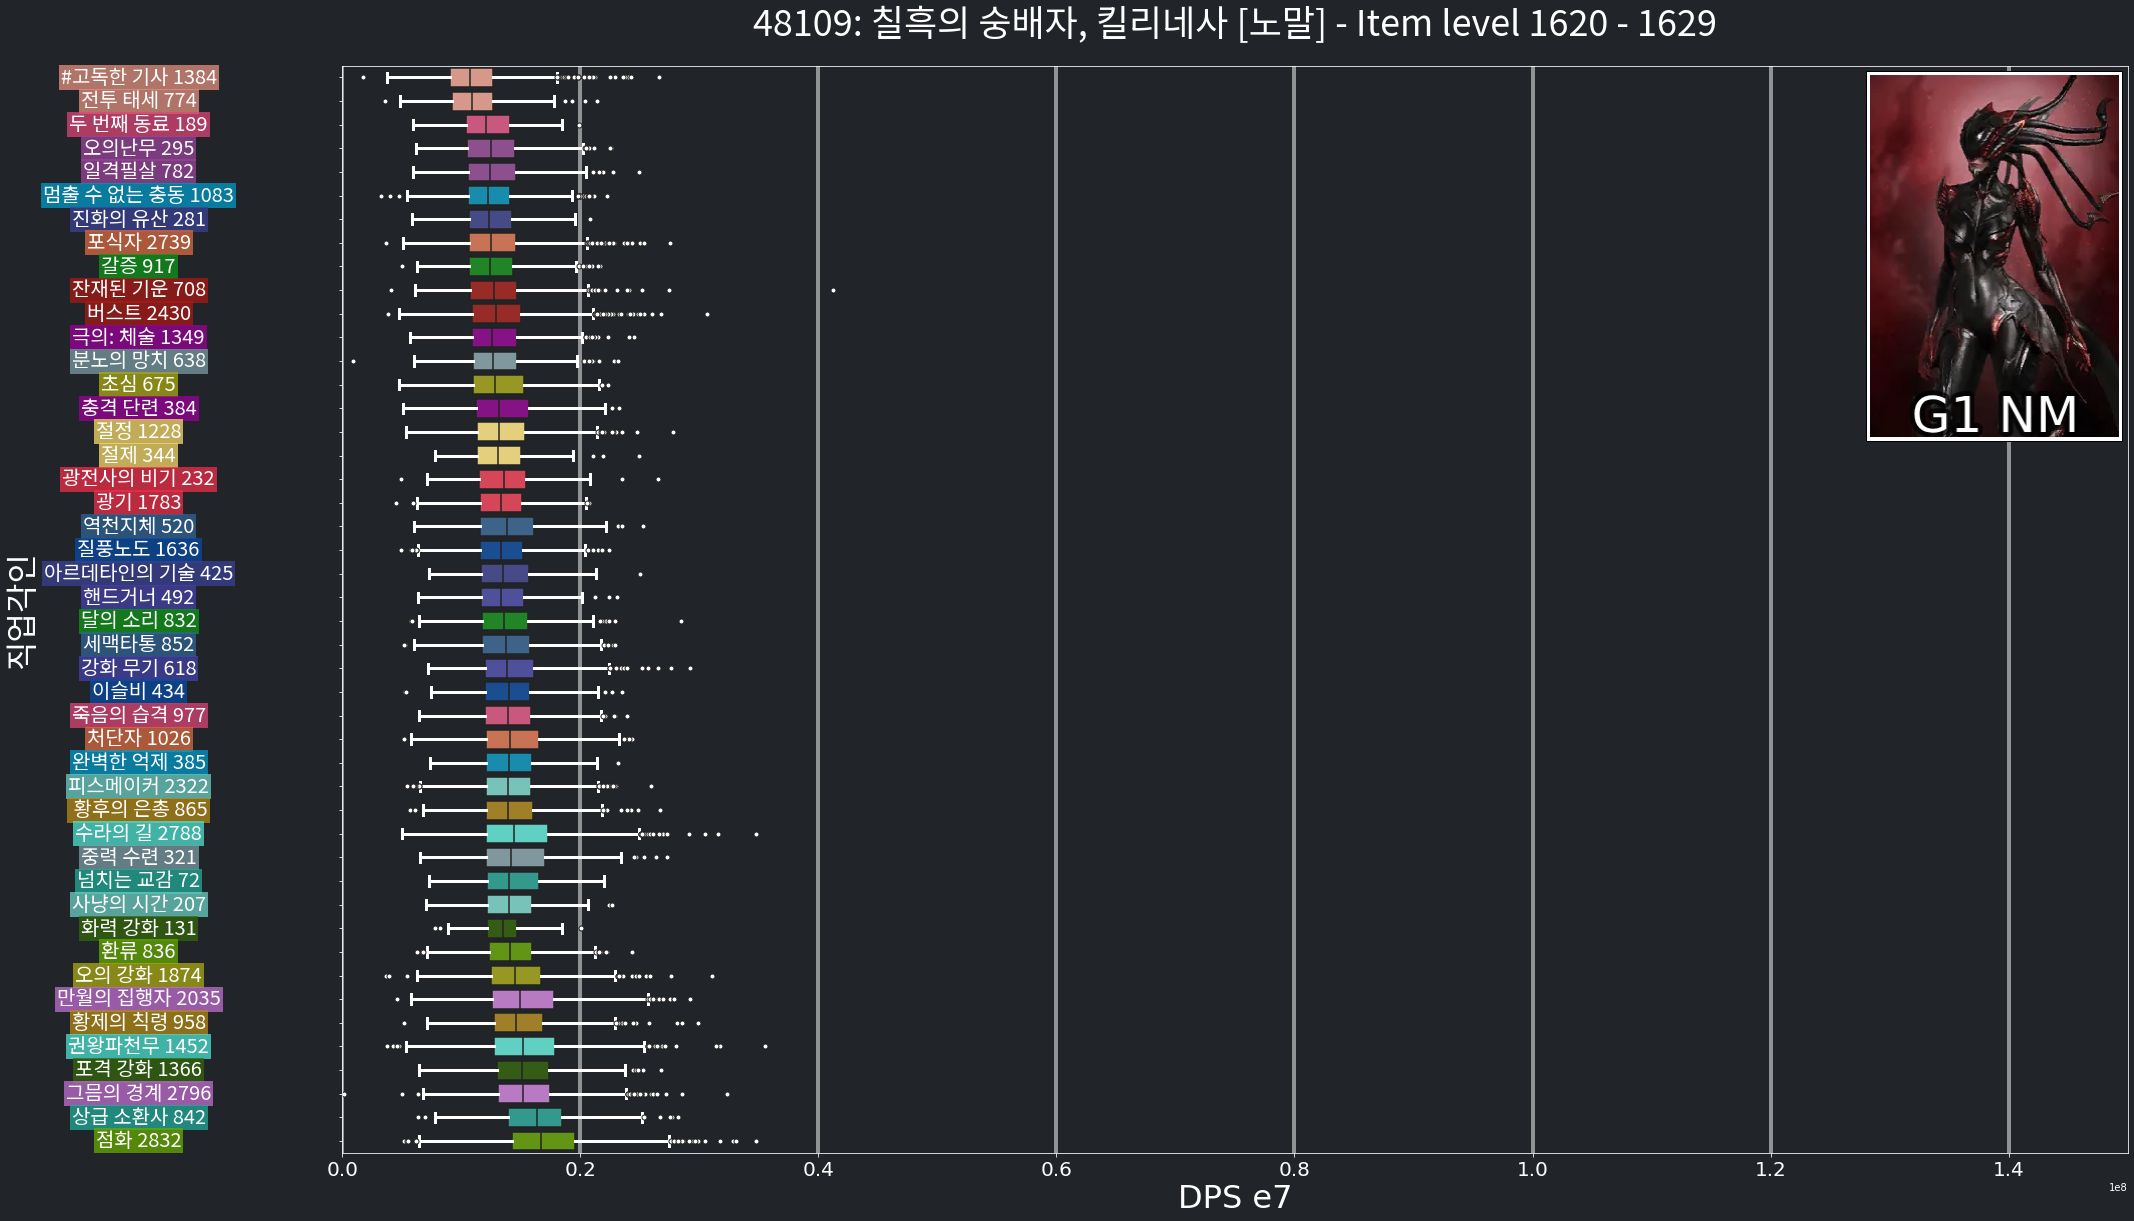 48109: 칠흑의 숭배자, 킬리네사 [노말] - Item level 1620 - 1629
#고독한 기사 1384
전투 태세 774
두 번째 동료 189
오의난무 295
일격필살 782
멈출 수 없는 충동 1083
진화의 유산 281
포식자 2739
갈증 917
잔재된 기운 708
버스트 2430
극의: 체술 1349
분노의 망치 638
초심 675
충격 단련 384
절정 1228
절제 344
광전사의 비기 232
광기 1783
역천지체 520
질풍노도 1636
아르데타인의 기술 425
핸드거너 492
달의 소리 832
세맥타통 852
강화 무기 618
이슬비 434
죽음의 습격 977
처단자 1026
완벽한 억제 385
피스메이커 2322
황후의 은총 865
수라의 길 2788
중력 수련 321
넘치는 교감 72
사냥의 시간 207
화력 강화 131
환류 836
오의 강화 1874
만월의 집행자 2035
황제의 칙령 958
권왕파천무 1452
포격 강화 1366
그믐의 경계 2796
상급 소환사 842
점화 2832
직업각인
G1 NM
0.0 0.2 0.4 0.6 0.8 1.0 1.2 1.4
1e8
DPS e7